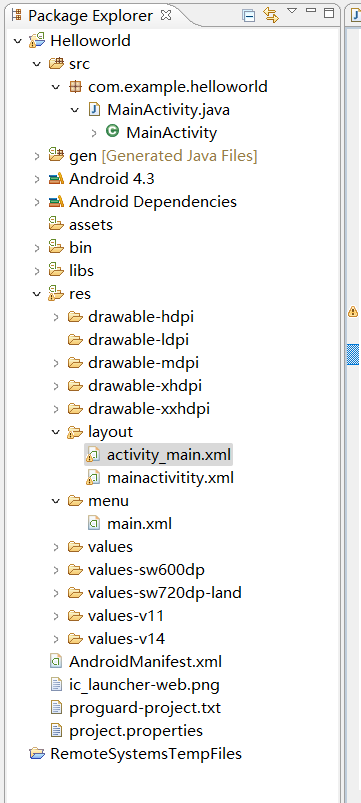 Package Explorer
Helloworld
src
com.example.helloworld
MainActivity.java
MainActivity
gen [Generated Java Files]
Android 4.3
Android Dependencies
assets
bin
libs
res
drawable-hdpi
drawable-ldpi
drawable-mdpi
drawable-xhdpi
drawable-xxhdpi
layout
activity_main.xml
mainactivitity.xml
menu
main.xml
values
values-sw600dp
values-sw720dp-land
values-v11
values-v14
AndroidManifest.xml
ic_launcher-web.png
proguard-project.txt
project.properties
RemoteSystemsTempFiles